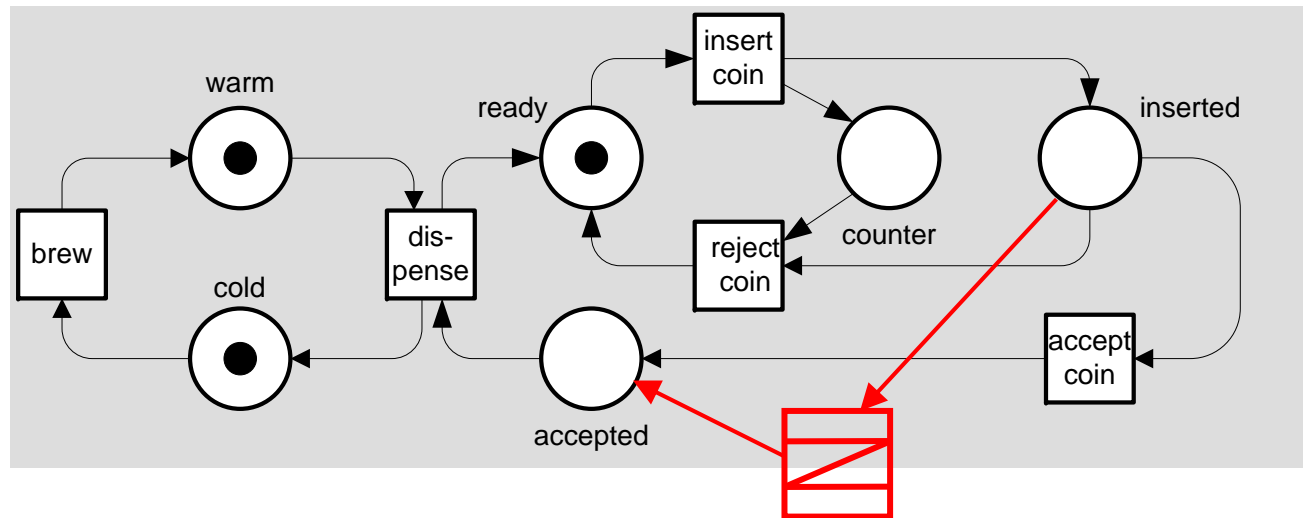 warm
ready
insert
coin
inserted
brew
dis-
pense
reject
coin
counter
cold
accept
coin
accepted